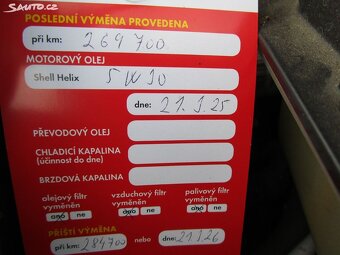 Sauto.cz
POSLEDNÍ VÝMĚNA PROVEDENA
při km: 269 700
MOTOROVÝ OLEJ
Shell Helix 5W30
dne: 21.1.25
PŘEVODOVÝ OLEJ
CHLADICÍ KAPALINA
(účinnost do dne)
BRZDOVÁ KAPALINA
olejový filtr vzduchový filtr palivový filtr
vyměněn vyměněn vyměněn
ano ne ano ne ano ne
PŘÍŠTÍ VÝMĚNA
při km: 284700 nebo dne: 21.1.26